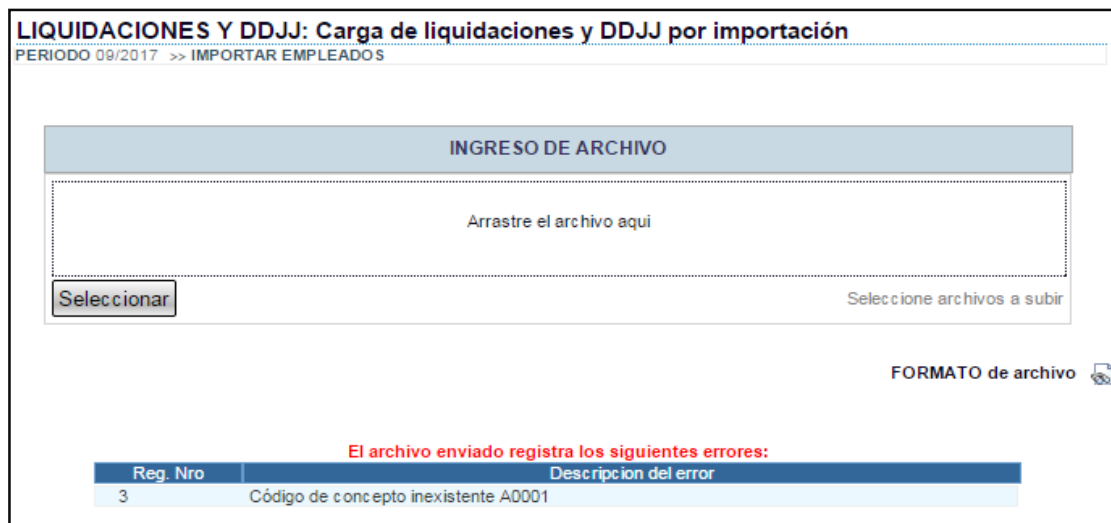 LIQUIDACIONES Y DDJJ: Carga de liquidaciones y DDJJ por importación
PERIODO 09/2017 >> IMPORTAR EMPLEADOS
INGRESO DE ARCHIVO
Arrastre el archivo aqui
Seleccionar
Seleccione archivos a subir
FORMATO de archivo
El archivo enviado registra los siguientes errores:
Reg. Nro Descripcion del error
3 Código de concepto inexistente A0001